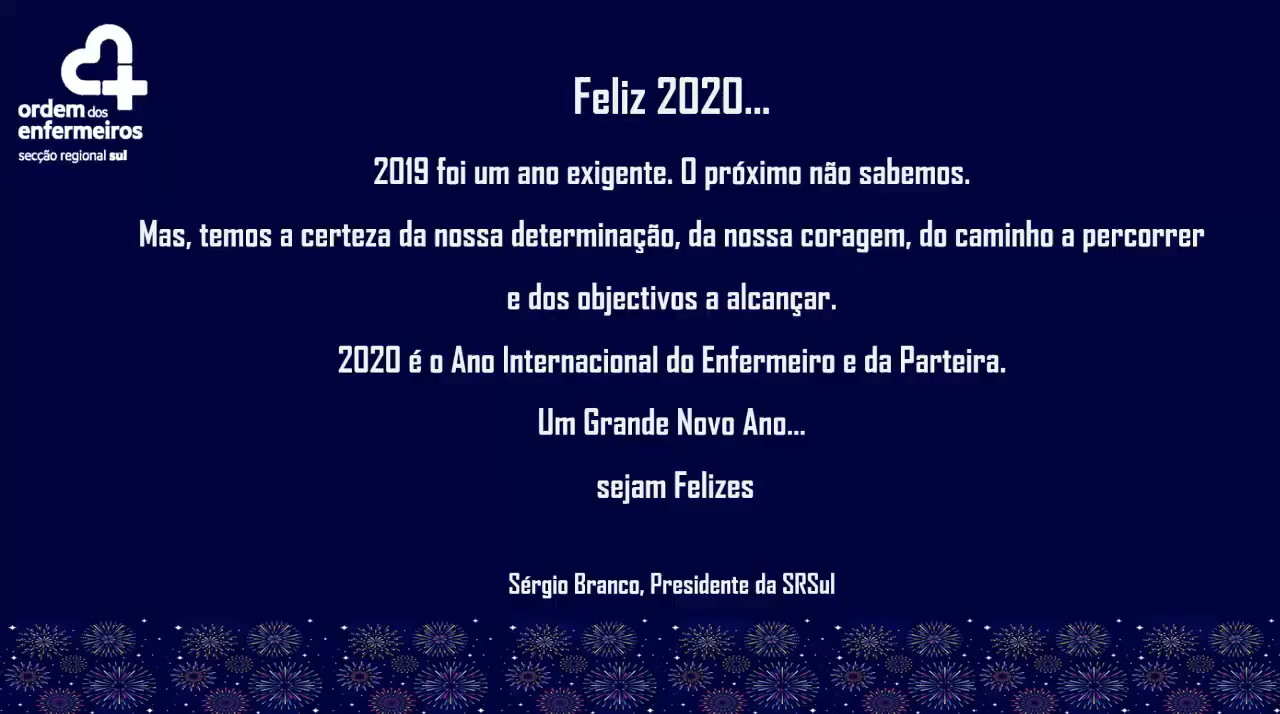 ordem dos
enfermeiros
secção regional sul
Feliz 2020...
2019 foi um ano exigente. O próximo não sabemos.
Mas, temos a certeza da nossa determinação, da nossa coragem, do caminho a percorrer
e dos objectivos a alcançar.
2020 é o Ano Internacional do Enfermeiro e da Parteira.
Um Grande Novo Ano...
sejam Felizes
Sérgio Branco, Presidente da SRSul